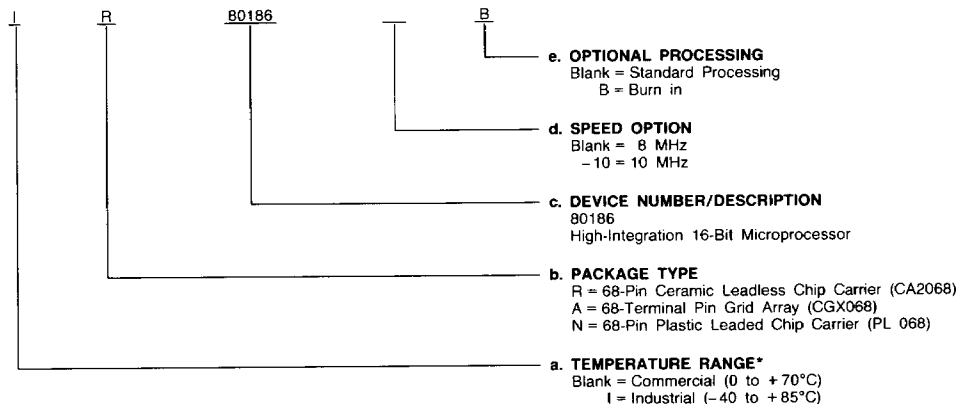 I R 80186 B
e. OPTIONAL PROCESSING
Blank = Standard Processing
B = Burn in
d. SPEED OPTION
Blank = 8 MHz
−10 = 10 MHz
c. DEVICE NUMBER/DESCRIPTION
80186
High-Integration 16-Bit Microprocessor
b. PACKAGE TYPE
R = 68-Pin Ceramic Leadless Chip Carrier (CA2068)
A = 68-Terminal Pin Grid Array (CGX068)
N = 68-Pin Plastic Leaded Chip Carrier (PL 068)
a. TEMPERATURE RANGE*
Blank = Commercial (0 to +70°C)
I = Industrial (−40 to +85°C)